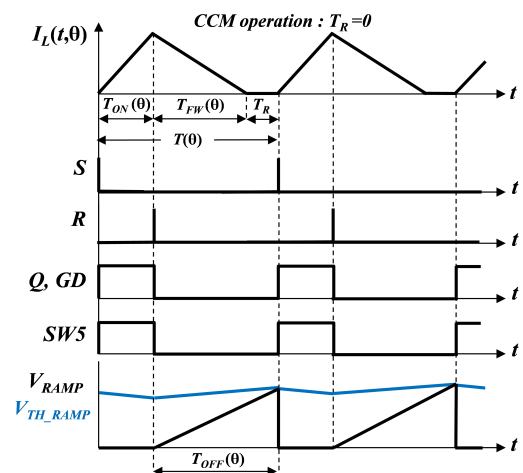 CCM operation : T_R=0
I_L(t,θ)
t
T_ON(θ) T_FW(θ) T_R
T(θ)
S
t
R
t
Q, GD
t
SW5
t
V_RAMP
V_TH_RAMP
t
T_OFF(θ)